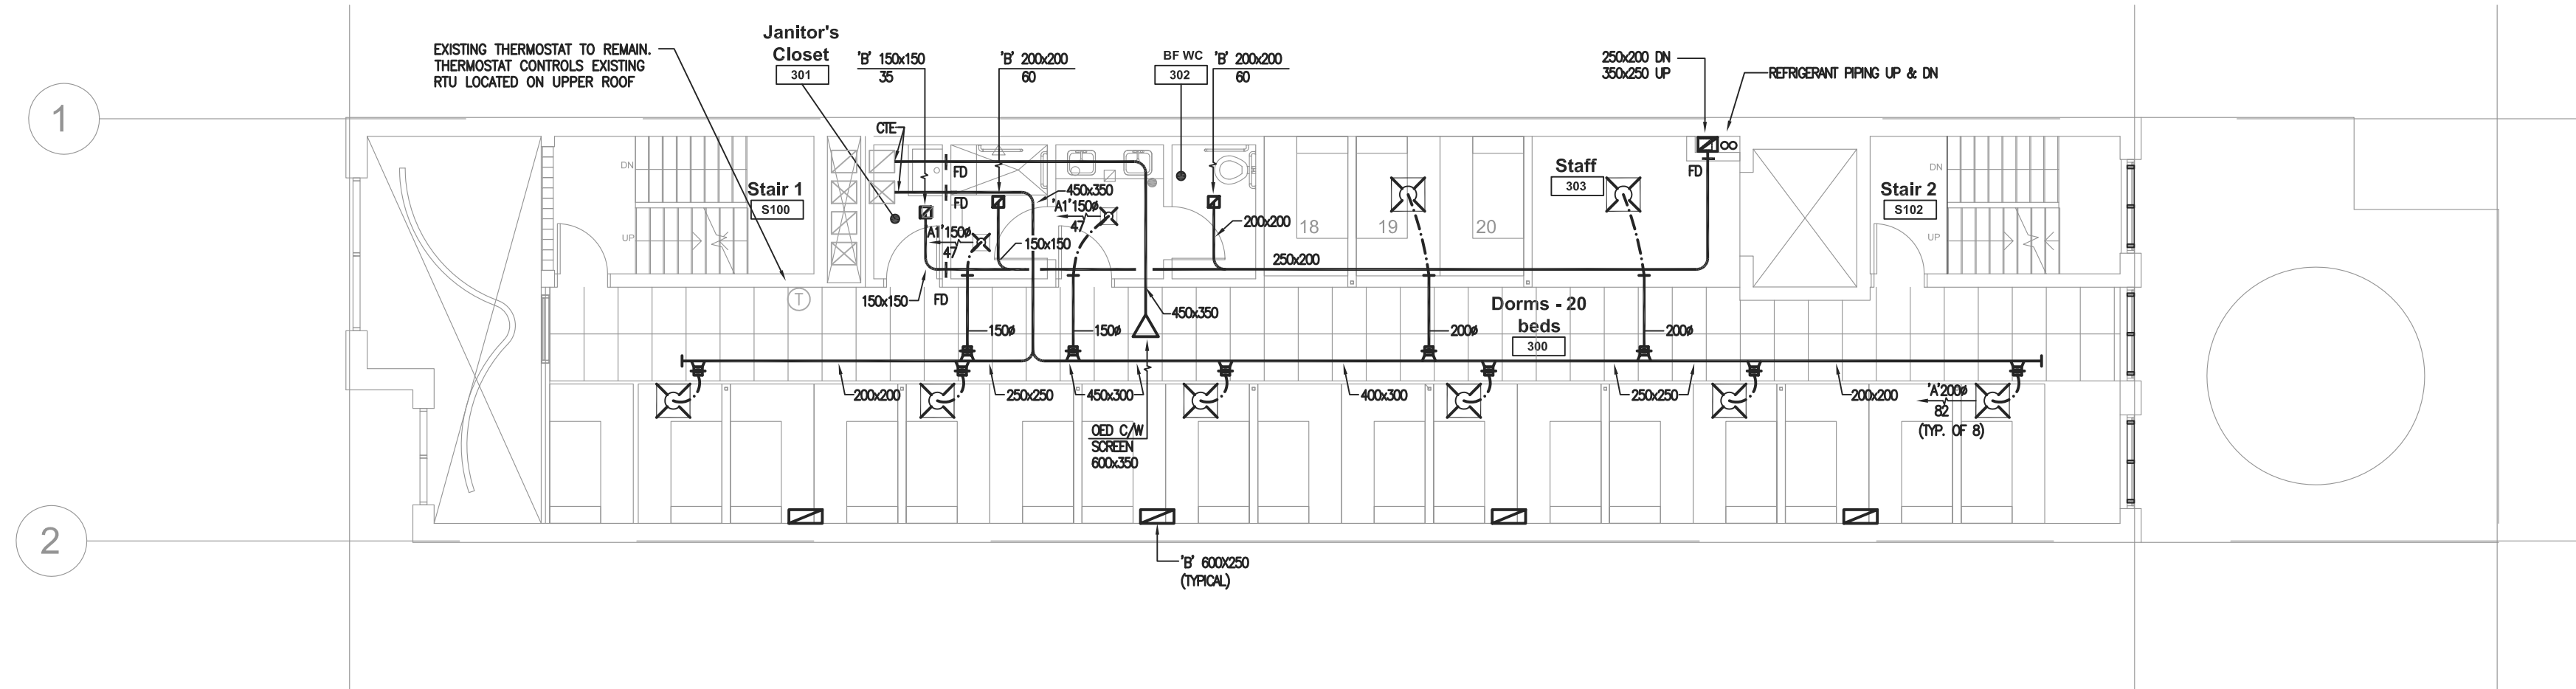 EXISTING THERMOSTAT TO REMAIN.
THERMOSTAT CONTROLS EXISTING
RTU LOCATED ON UPPER ROOF
Janitor's
Closet
301
'B' 150x150
35
'B' 200x200
60
BF WC
302
'B' 200x200
60
250x200 DN
350x250 UP
REFRIGERANT PIPING UP & DN
1
CTE
DN
UP
Stair 1
S100
FD
FD
450x350
'A1'150ø
47
'A1'150ø
47
150x150
200x200
18
19
20
Staff
303
FD
Stair 2
S102
DN
UP
250x200
T
150x150
FD
450x350
Dorms - 20
beds
300
150ø
150ø
200ø
200ø
200x200
250x250
450x300
400x300
250x250
200x200
'A'200ø
82
(TYP. OF 8)
OED C/W
SCREEN
600x350
2
'B' 600X250
(TYPICAL)